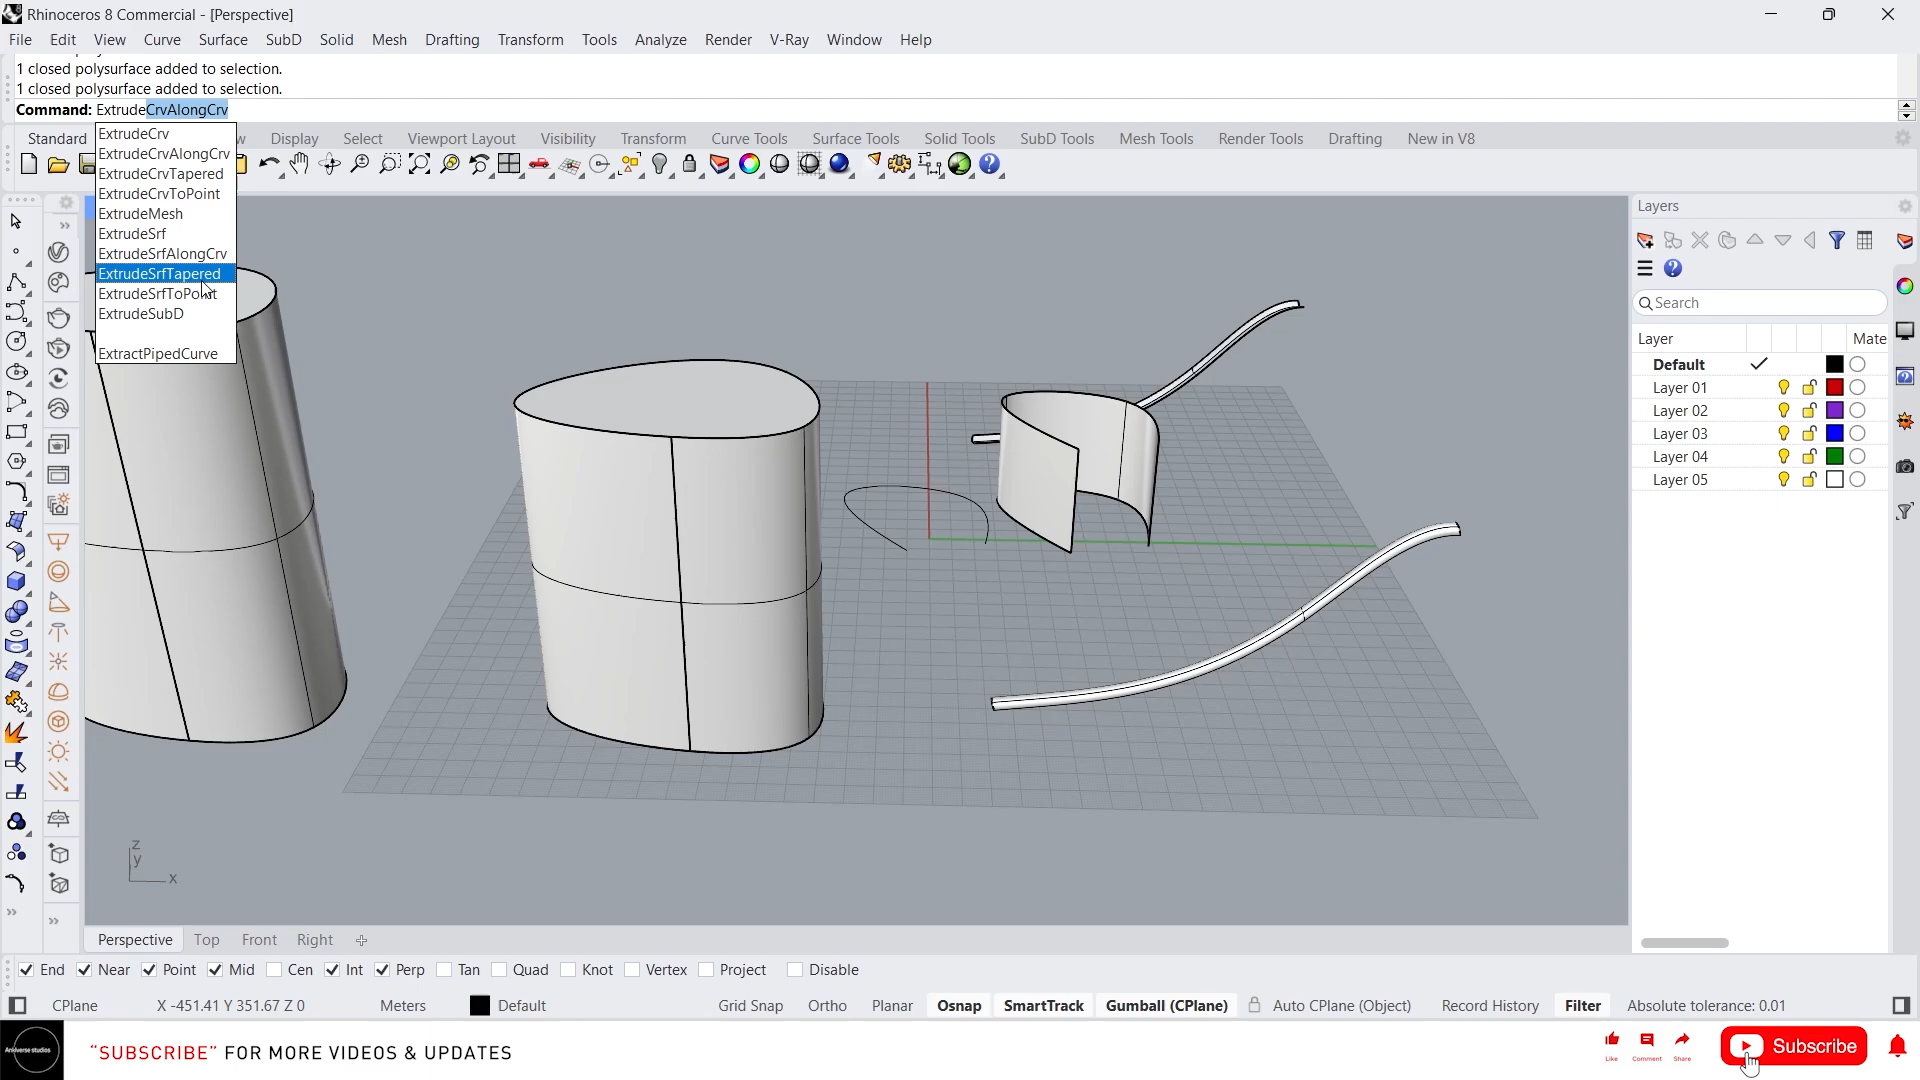 Rhinoceros 8 Commercial - [Perspective]
File Edit View Curve Surface SubD Solid Mesh Drafting Transform Tools Analyze Render V-Ray Window Help
1 closed polysurface added to selection.
1 closed polysurface added to selection.
Command: ExtrudeCrvAlongCrv
Standard Display Select Viewport Layout Visibility Transform Curve Tools Surface Tools Solid Tools SubD Tools Mesh Tools Render Tools Drafting New in V8
ExtrudeCrv
ExtrudeCrvAlongCrv
ExtrudeCrvTapered
ExtrudeCrvToPoint
ExtrudeMesh
ExtrudeSrf
ExtrudeSrfAlongCrv
ExtrudeSrfTapered
ExtrudeSrfToPoint
ExtrudeSubD
ExtractPipedCurve
Layers
Search
Layer Mate
Default
Layer 01
Layer 02
Layer 03
Layer 04
Layer 05
z
y
x
Perspective Top Front Right
End Near Point Mid Cen Int Perp Tan Quad Knot Vertex Project Disable
CPlane X -451.41 Y 351.67 Z 0 Meters Default Grid Snap Ortho Planar Osnap SmartTrack Gumball (CPlane) Auto CPlane (Object) Record History Filter Absolute tolerance: 0.01
"SUBSCRIBE" FOR MORE VIDEOS & UPDATES
Like Comment Share
Subscribe